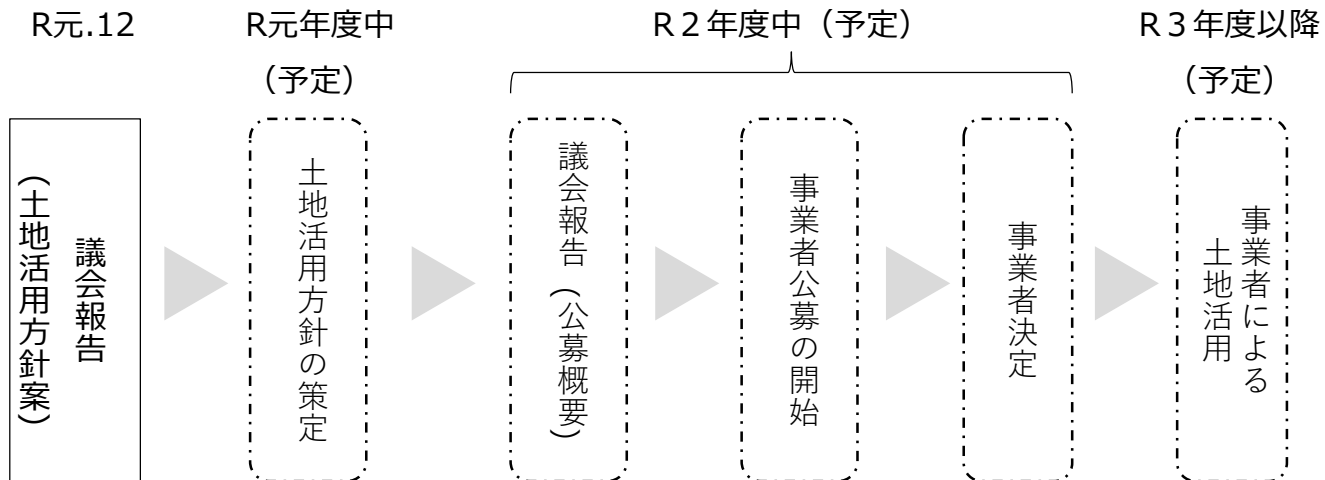 R元.12
R元年度中
（予定）
R２年度中（予定）
R３年度以降
（予定）
議会報告
（土地活用方針案）
土地活用方針の策定
議会報告（公募概要）
事業者公募の開始
事業者決定
事業者による
土地活用